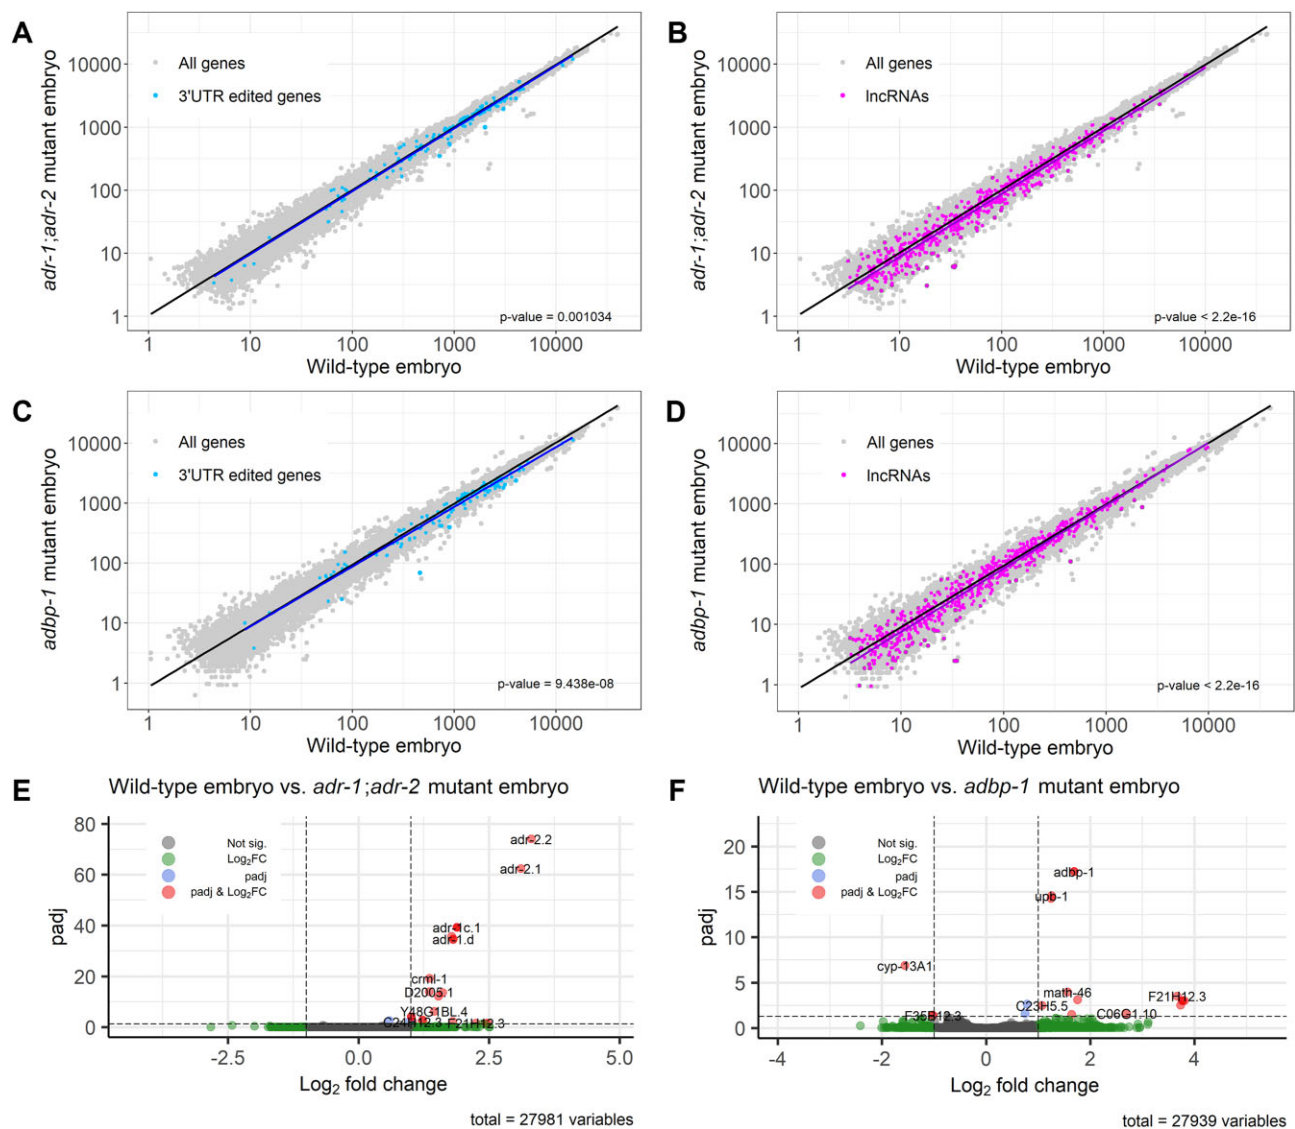 A
All genes
3'UTR edited genes
adr-1;adr-2 mutant embryo
10000
1000
100
10
1
p-value = 0.001034
1
10
100
1000
10000
Wild-type embryo
B
All genes
lncRNAs
adr-1;adr-2 mutant embryo
10000
1000
100
10
1
p-value < 2.2e-16
1
10
100
1000
10000
Wild-type embryo
C
All genes
3'UTR edited genes
adbp-1 mutant embryo
10000
1000
100
10
1
p-value = 9.438e-08
1
10
100
1000
10000
Wild-type embryo
D
All genes
lncRNAs
adbp-1 mutant embryo
10000
1000
100
10
1
p-value < 2.2e-16
1
10
100
1000
10000
Wild-type embryo
E
Wild-type embryo vs. adr-1;adr-2 mutant embryo
Not sig.
Log2FC
padj
padj & Log2FC
padj
80
60
40
20
0
adr-2.2
adr-2.1
adr-1c.1
adr-1.d
crml-1
D2005.1
Y48G1BL.4
C24H12.3
F21H12.3
-2.5
0.0
2.5
5.0
Log2 fold change
total = 27981 variables
F
Wild-type embryo vs. adbp-1 mutant embryo
Not sig.
Log2FC
padj
padj & Log2FC
padj
20
15
10
5
0
adbp-1
upb-1
cyp-13A1
math-46
F21H12.3
C23H5.5
C06G1.10
F35B12.3
-4
-2
0
2
4
Log2 fold change
total = 27939 variables